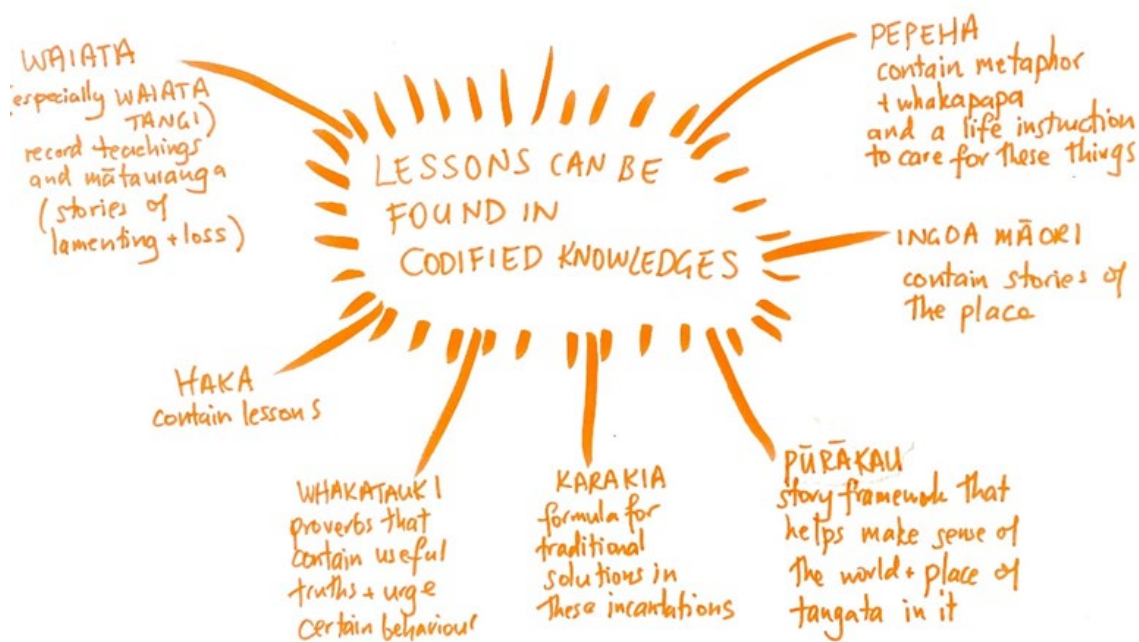 LESSONS CAN BE
FOUND IN
CODIFIED KNOWLEDGES
WAIATA
(especially WAIATA
TANGI)
record teachings
and mātauranga
(stories of
lamenting + loss)
PEPEHA
contain metaphor
+ whakapapa
and a life instruction
to care for these things
INGOA MĀORI
contain stories of
the place
PŪRĀKAU
story framework that
helps make sense of
the world + place of
tangata in it
KARAKIA
formula for
traditional
solutions in
these incantations
WHAKATAUKI
proverbs that
contain useful
truths + urge
certain behaviour
HAKA
contain lessons